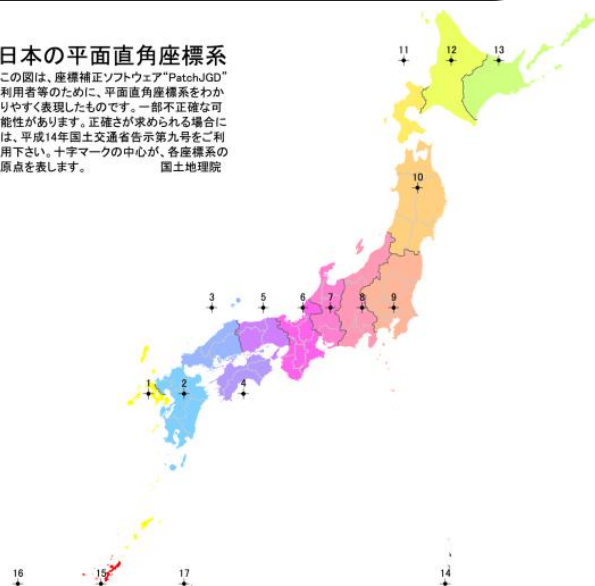 日本の平面直角座標系
この図は、座標補正ソフトウェア“PatchJGD”
利用者等のために、平面直角座標系をわか
りやすく表現したものです。一部不正確な可
能性があります。正確さが求められる場合に
は、平成14年国土交通省告示第九号をご利
用下さい。十字マークの中心が、各座標系の
原点を表します。 国土地理院
11 12 13
10
3 5 6 7 8 9
1 2 4
16 15 17 14